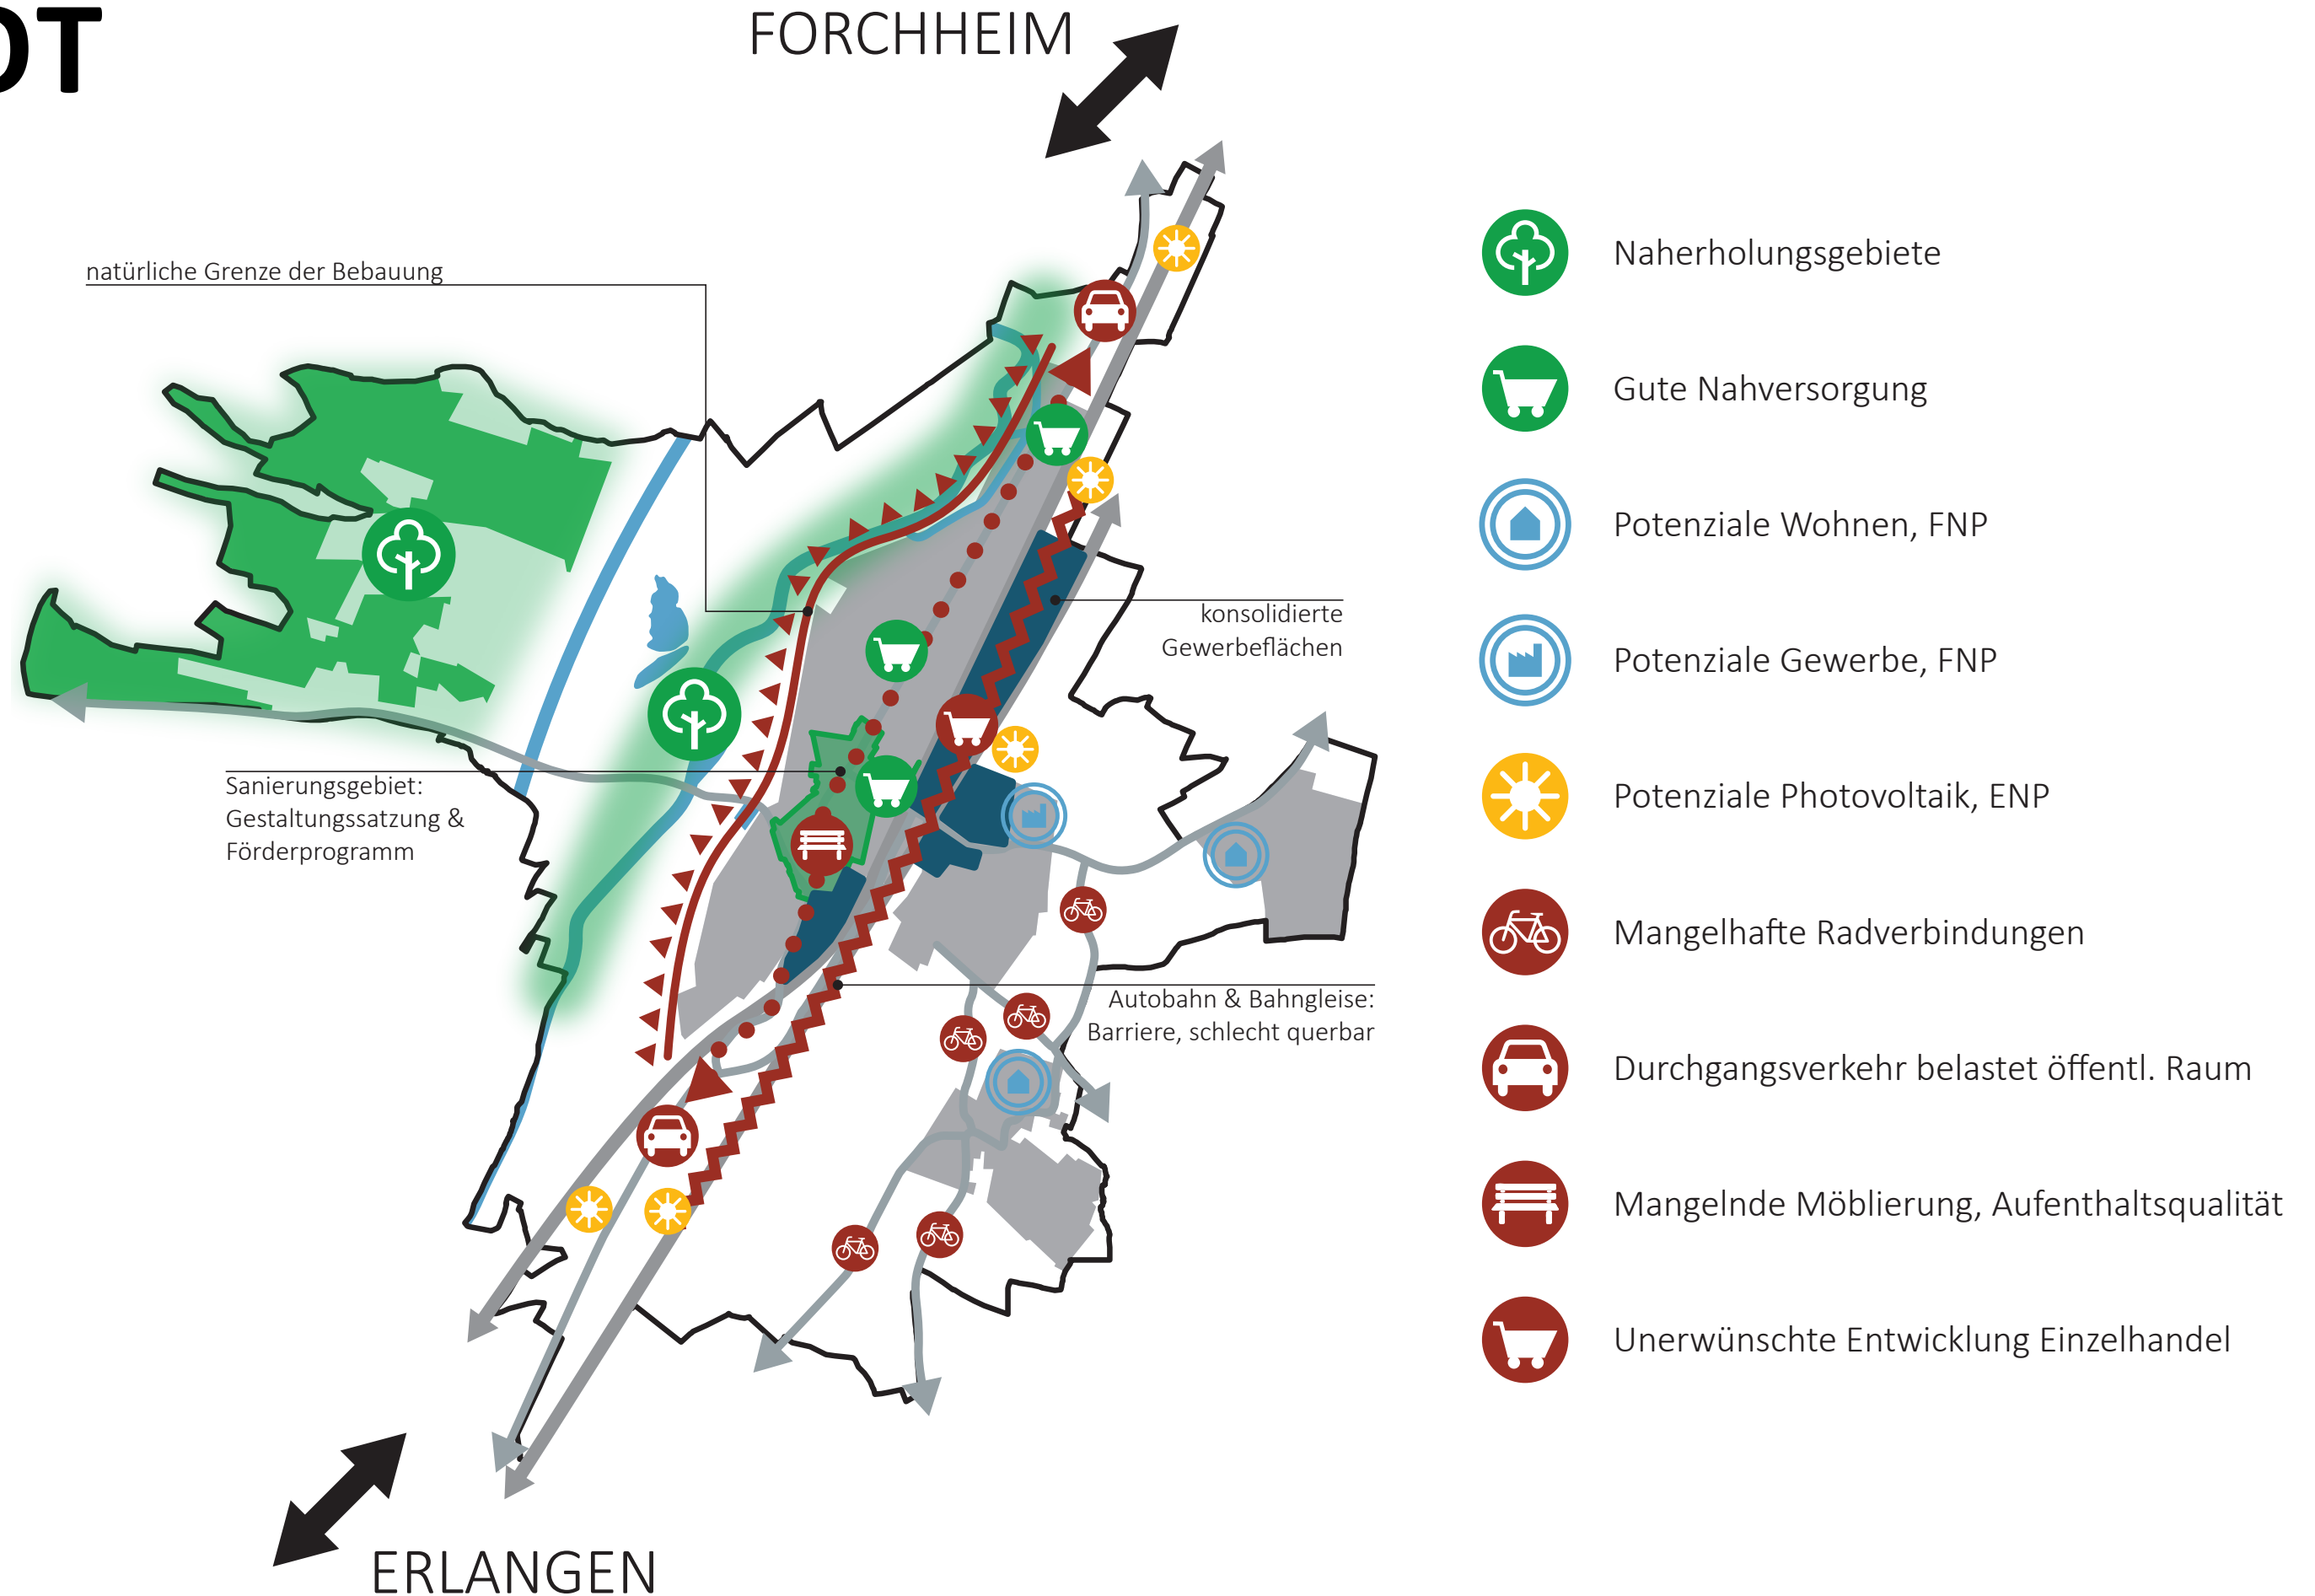 OT
FORCHHEIM
natürliche Grenze der Bebauung
konsolidierte
Gewerbeflächen
Sanierungsgebiet:
Gestaltungssatzung &
Förderprogramm
Autobahn & Bahngleise:
Barriere, schlecht querbar
ERLANGEN
Naherholungsgebiete
Gute Nahversorgung
Potenziale Wohnen, FNP
Potenziale Gewerbe, FNP
Potenziale Photovoltaik, ENP
Mangelhafte Radverbindungen
Durchgangsverkehr belastet öffentl. Raum
Mangelnde Möblierung, Aufenthaltsqualität
Unerwünschte Entwicklung Einzelhandel